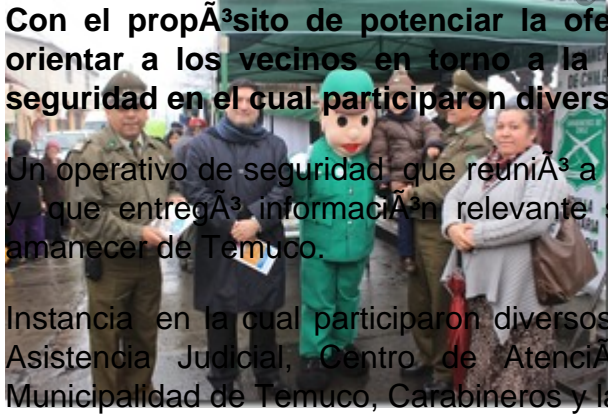 Con el propÃ³sito de potenciar la ofe
orientar a los vecinos en torno a la
seguridad en el cual participaron divers
Un operativo de seguridad que reuniÃ³ a
y que entregÃ³ informaciÃ³n relevante
amanecer de Temuco.
Instancia en la cual participaron diversos
Asistencia Judicial, Centro de AtenciÃ
Municipalidad de Temuco, Carabineros y l